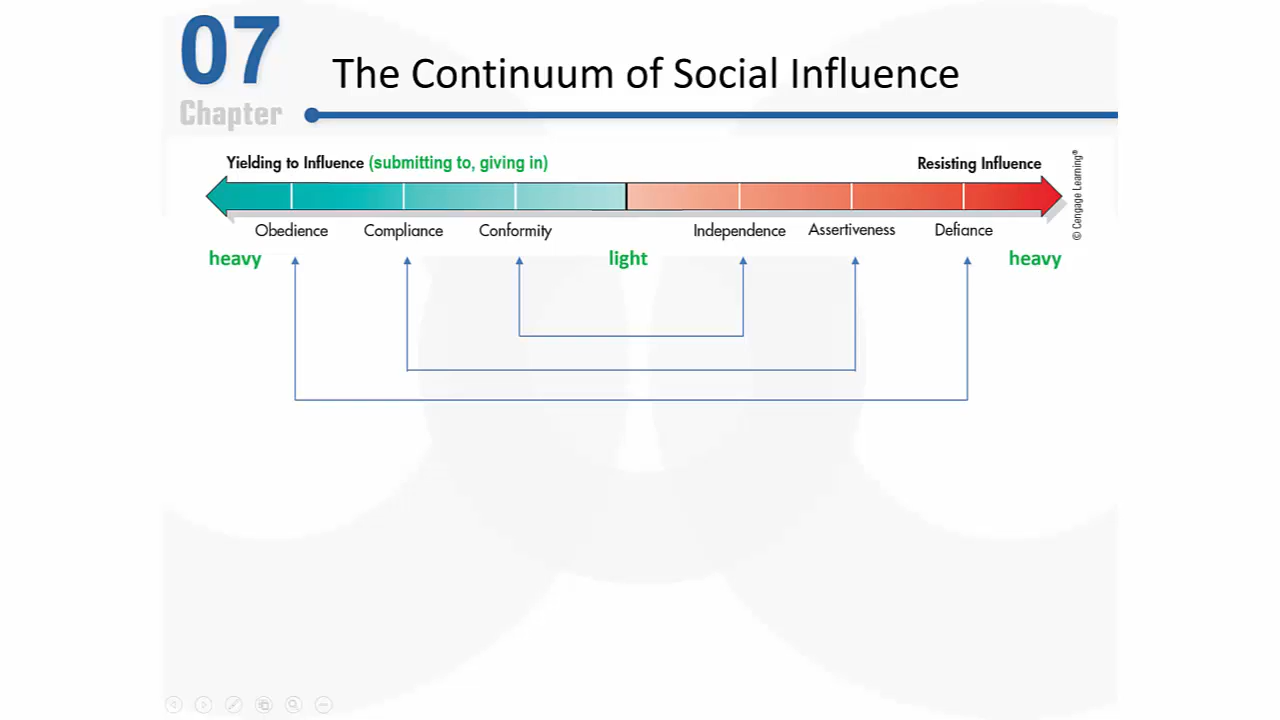 07
Chapter
The Continuum of Social Influence
Yielding to Influence (submitting to, giving in)
Resisting Influence
© Cengage Learning®
Obedience Compliance Conformity Independence Assertiveness Defiance
heavy light heavy